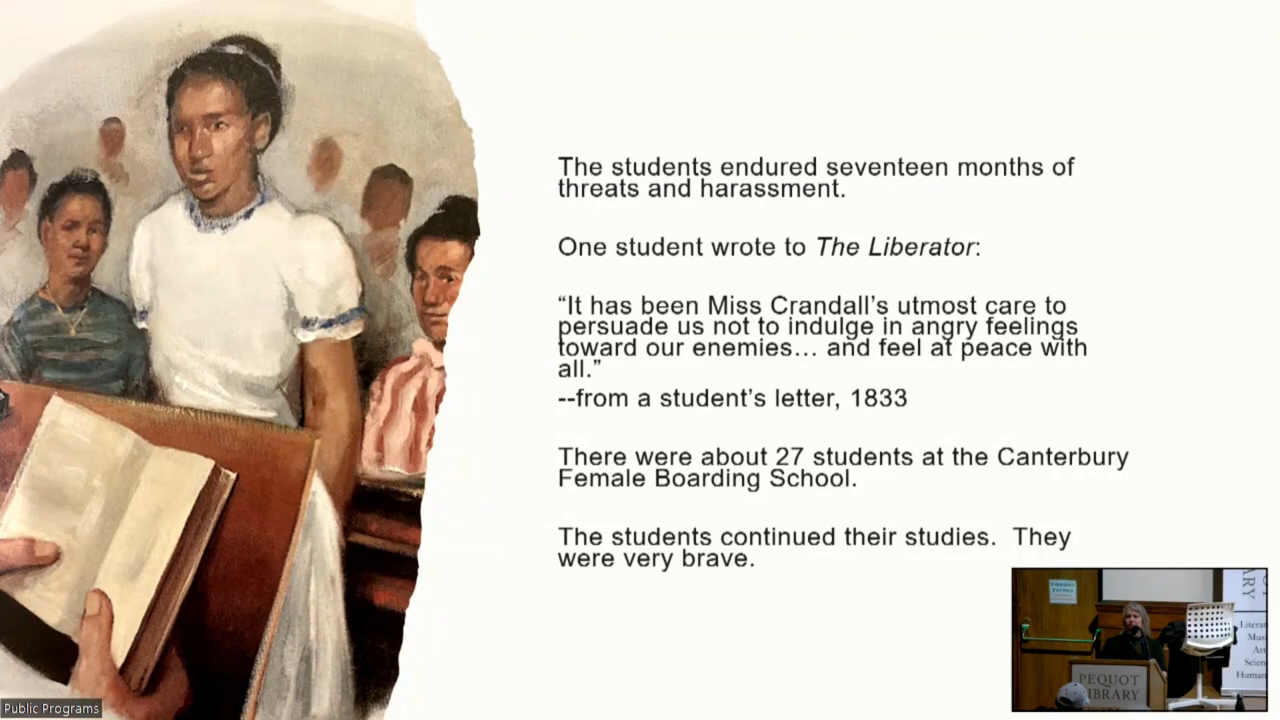 The students endured seventeen months of
threats and harassment.
One student wrote to The Liberator:
“It has been Miss Crandall’s utmost care to
persuade us not to indulge in angry feelings
toward our enemies… and feel at peace with
all.”
--from a student’s letter, 1833
There were about 27 students at the Canterbury
Female Boarding School.
The students continued their studies.  They
were very brave.
PEQUOT
LIBRARY
Public Programs